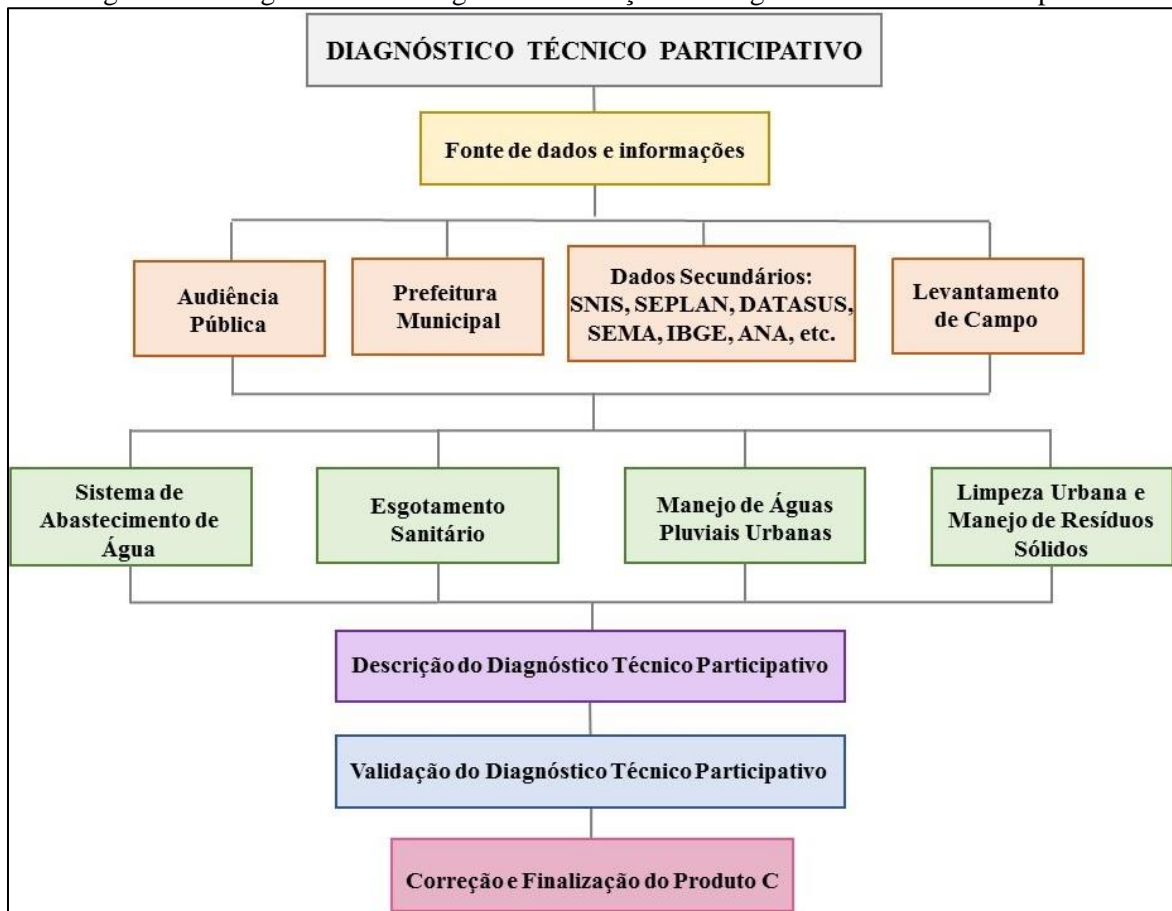 DIAGNÓSTICO TÉCNICO PARTICIPATIVO
Fonte de dados e informações
Audiência
Pública
Prefeitura
Municipal
Dados Secundários:
SNIS, SEPLAN, DATASUS,
SEMA, IBGE, ANA, etc.
Levantamento
de Campo
Sistema de
Abastecimento de
Água
Esgotamento
Sanitário
Manejo de Águas
Pluviais Urbanas
Limpeza Urbana e
Manejo de Resíduos
Sólidos
Descrição do Diagnóstico Técnico Participativo
Validação do Diagnóstico Técnico Participativo
Correção e Finalização do Produto C